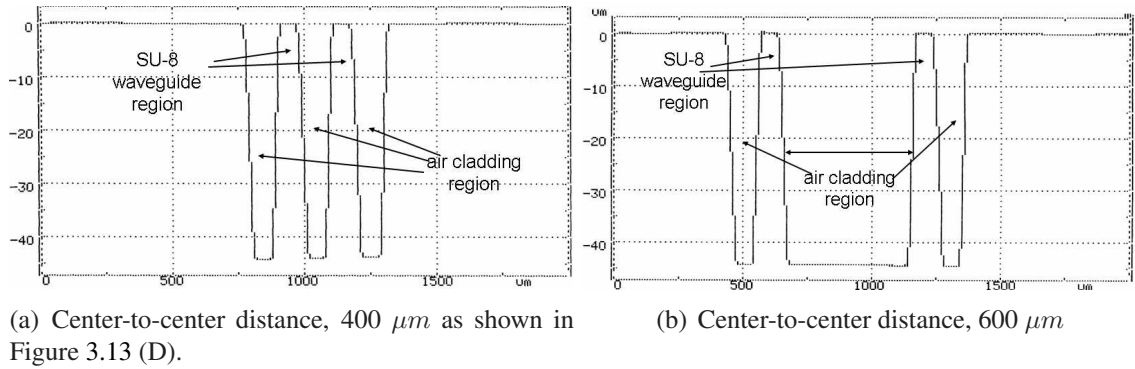 0
-10
-20
-30
-40
SU-8
waveguide
region
air cladding
region
0
500
1000
1500
um
um
0
-10
-20
-30
-40
SU-8
waveguide
region
air cladding
region
0
500
1000
1500
um
(a) Center-to-center distance, 400 μm as shown in
Figure 3.13 (D).
(b) Center-to-center distance, 600 μm